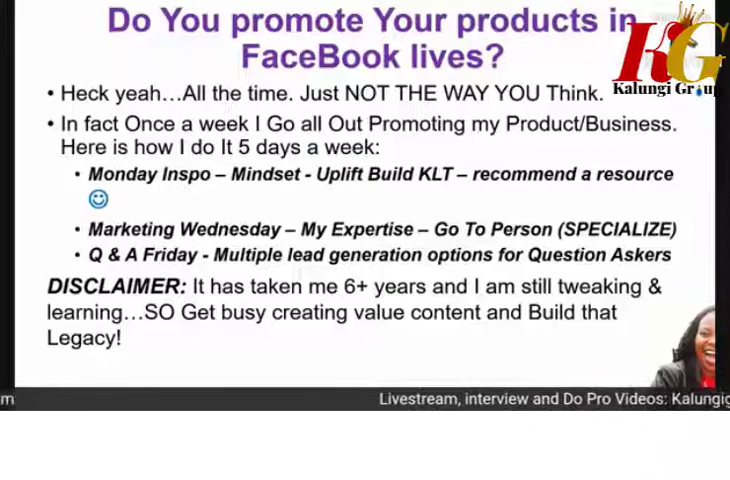 Do You promote Your products in
FaceBook lives?
KG
Kalungi Group
• Heck yeah…All the time. Just NOT THE WAY YOU Think.
• In fact Once a week I Go all Out Promoting my Product/Business.
Here is how I do It 5 days a week:
• Monday Inspo – Mindset - Uplift Build KLT – recommend a resource
• Marketing Wednesday – My Expertise – Go To Person (SPECIALIZE)
• Q & A Friday - Multiple lead generation options for Question Askers
DISCLAIMER: It has taken me 6+ years and I am still tweaking &
learning…SO Get busy creating value content and Build that
Legacy!
m
Livestream, interview and Do Pro Videos: Kalungig